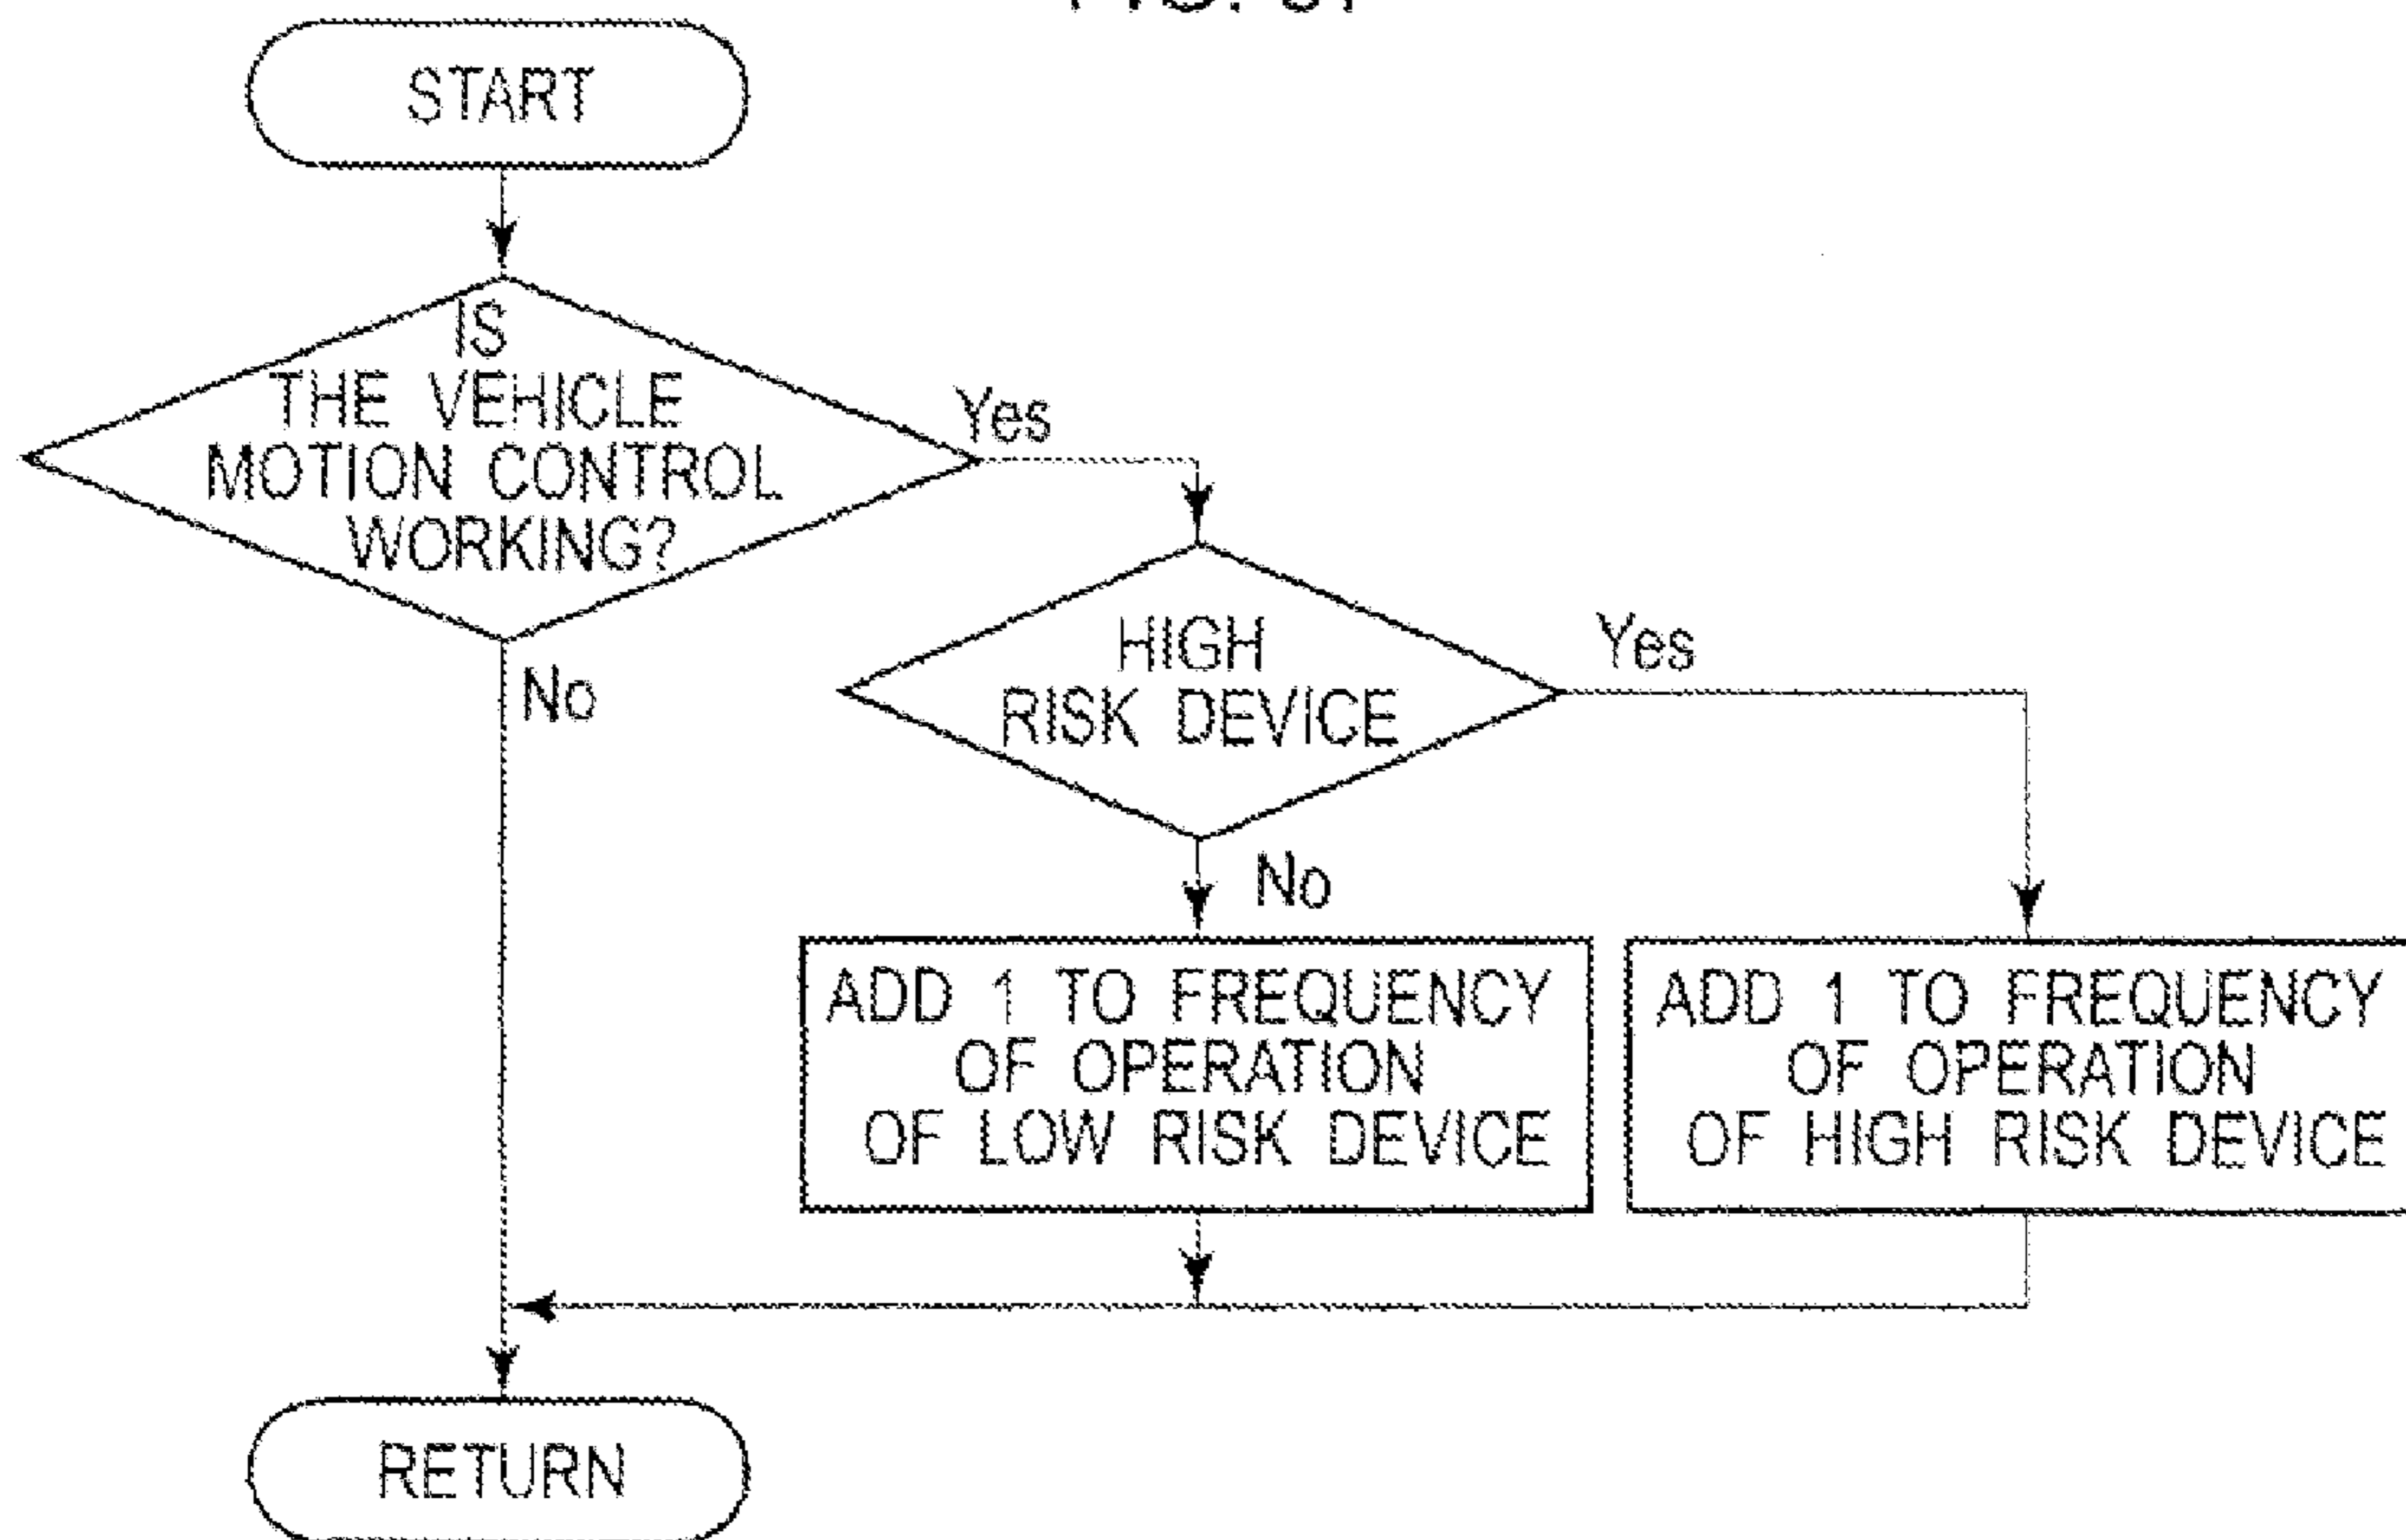 START
IS
THE VEHICLE
MOTION CONTROL
WORKING?
Yes
No
HIGH
RISK DEVICE
Yes
No
ADD 1 TO FREQUENCY
OF OPERATION
OF LOW RISK DEVICE
ADD 1 TO FREQUENCY
OF OPERATION
OF HIGH RISK DEVICE
RETURN